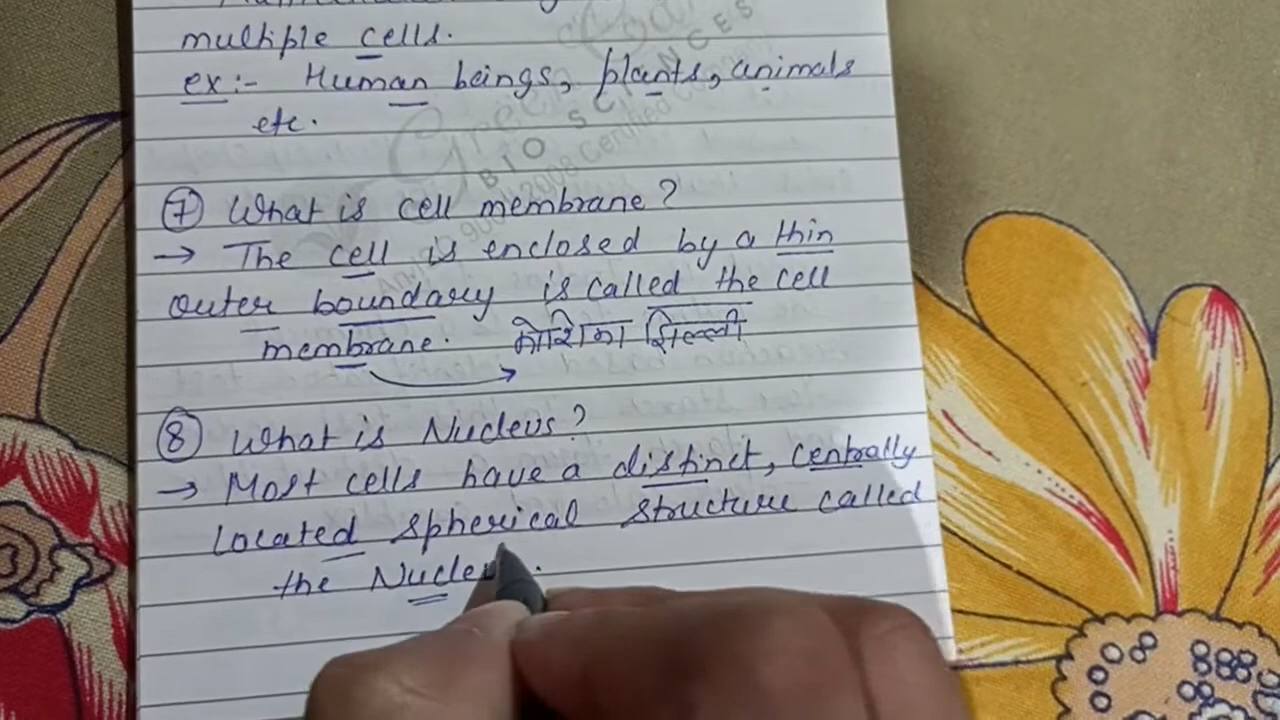 multiple cells.
ex:- Human beings, plants, animals
etc.
BIO SCIENCES
⑦ What is cell membrane?
→ The cell is enclosed by a thin
outer boundary is called the cell
membrane. कोशिका झिल्ली
⑧ What is Nucleus?
→ Most cells have a distinct, centrally
located spherical structure called
the